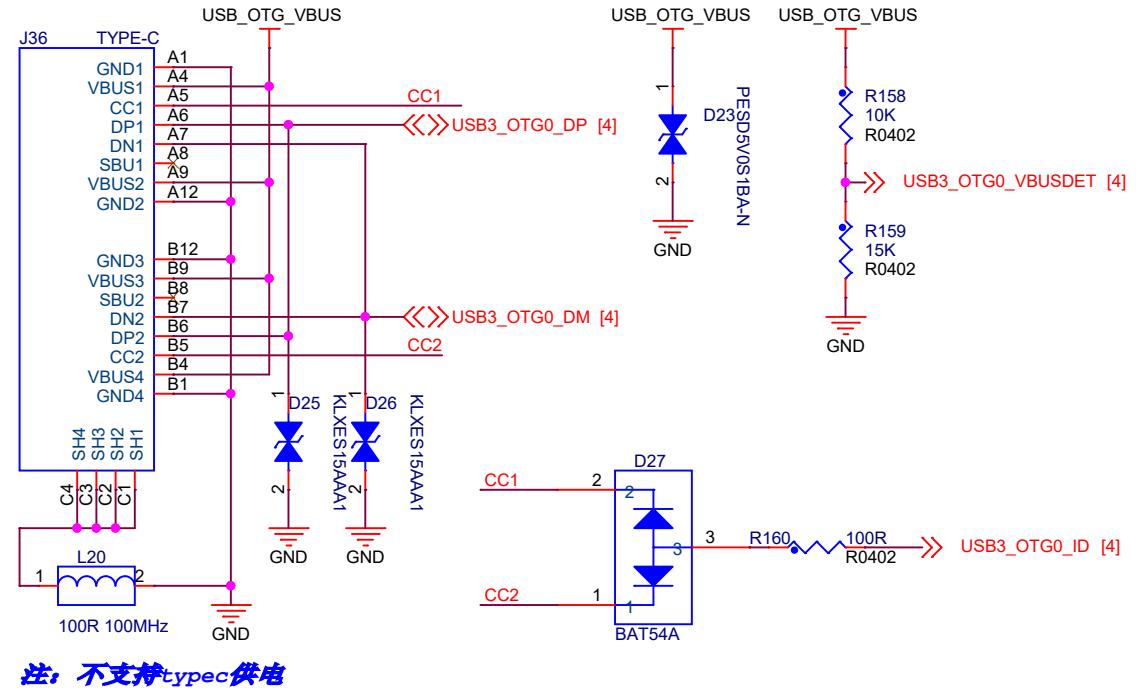 USB_OTG_VBUS
USB_OTG_VBUS
USB_OTG_VBUS
J36
TYPE-C
GND1
A1
VBUS1
A4
CC1
A5
CC1
DP1
A6
USB3_OTG0_DP [4]
DN1
A7
SBU1
A8
VBUS2
A9
GND2
A12
GND3
B12
VBUS3
B9
SBU2
B8
DN2
B7
USB3_OTG0_DM [4]
DP2
B6
CC2
B5
CC2
VBUS4
B4
GND4
B1
SH4
SH3
SH2
SH1
C4
C3
C2
C1
L20
1
2
100R 100MHz
GND
1
D25
KLXES15AAA1
2
GND
1
D26
KLXES15AAA1
2
GND
1
D23
PESD5V0S1BA-N
2
GND
R158
10K
R0402
USB3_OTG0_VBUSDET [4]
R159
15K
R0402
GND
D27
CC1
2
2
3
3
R160
100R
R0402
USB3_OTG0_ID [4]
CC2
1
1
BAT54A
注：不支持typec供电